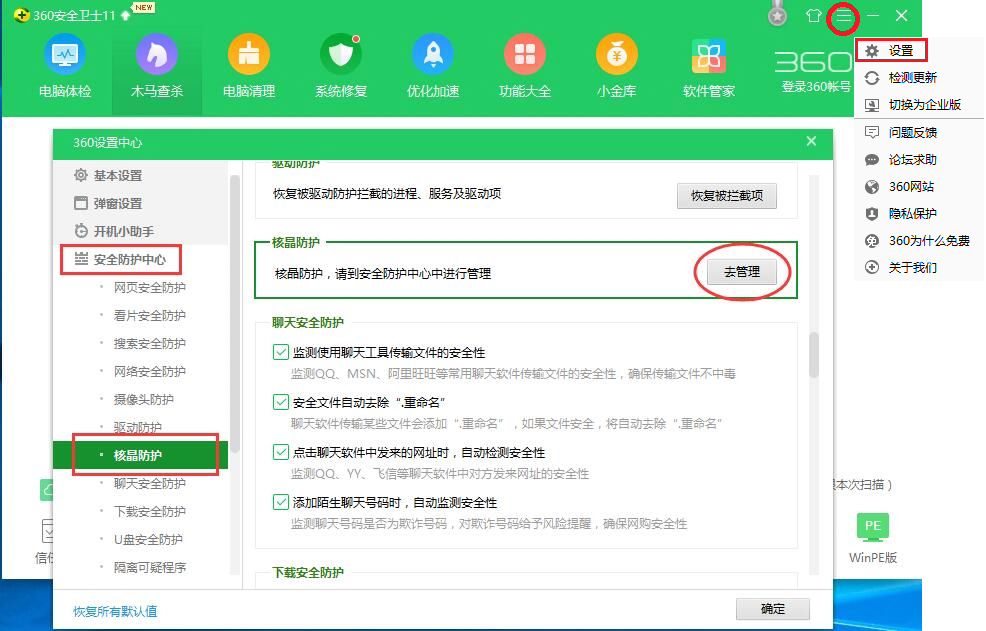 360安全卫士11
NEW
电脑体检
木马查杀
电脑清理
系统修复
优化加速
功能大全
小金库
软件管家
360
登录360帐号
设置
检测更新
切换为企业版
问题反馈
论坛求助
360网站
隐私保护
360为什么免费
关于我们
360设置中心
基本设置
弹窗设置
开机小助手
安全防护中心
网页安全防护
看片安全防护
搜索安全防护
网络安全防护
摄像头防护
驱动防护
核晶防护
聊天安全防护
下载安全防护
U盘安全防护
隔离可疑程序
驱动防护
恢复被驱动防护拦截的进程、服务及驱动项
恢复被拦截项
核晶防护
核晶防护，请到安全防护中心中进行管理
去管理
聊天安全防护
监测使用聊天工具传输文件的安全性
监测QQ、MSN、阿里旺旺等常用聊天软件传输文件的安全性，确保传输文件不中毒
安全文件自动去除“.重命名”
聊天软件传输某些文件会添加“.重命名”，如果文件安全，将自动去除“.重命名”
点击聊天软件中发来的网址时，自动检测安全性
监测QQ、YY、飞信等聊天软件中对方发来网址的安全性
添加陌生聊天号码时，自动监测安全性
监测聊天号码是否为欺诈号码，对欺诈号码给予风险提醒，确保网购安全性
下载安全防护
恢复所有默认值
确定
本次扫描）
PE
WinPE版
信任